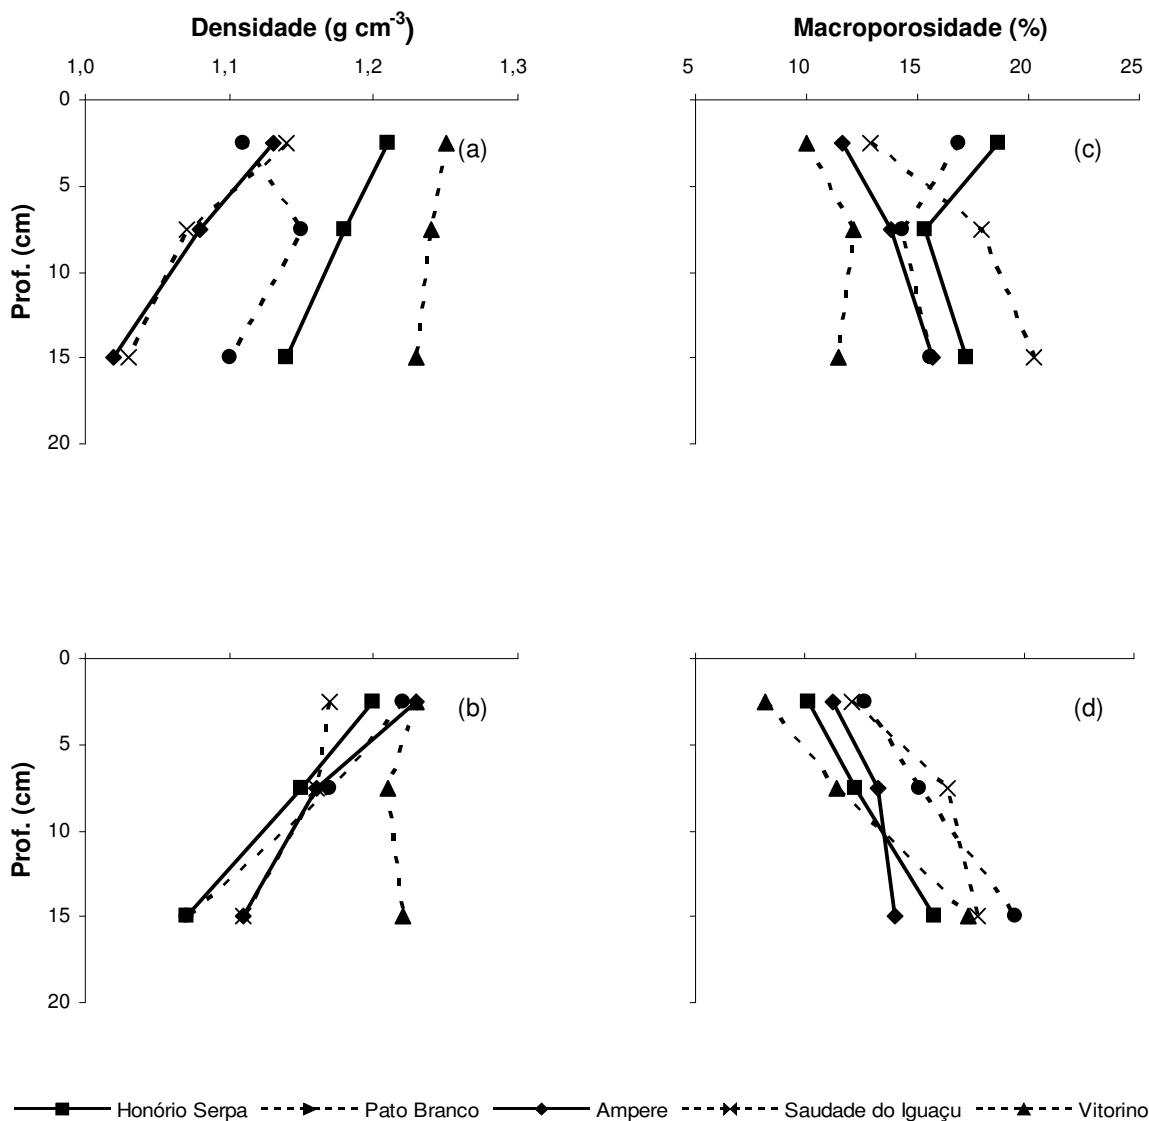 Densidade (g cm-3) Macroporosidade (%)
1,0 1,1 1,2 1,3 5 10 15 20 25
0
(a) (c)
5
10
15
20
Prof. (cm)
0
(b) (d)
5
10
15
20
Prof. (cm)
Honório Serpa Pato Branco Ampere Saudade do Iguaçu Vitorino